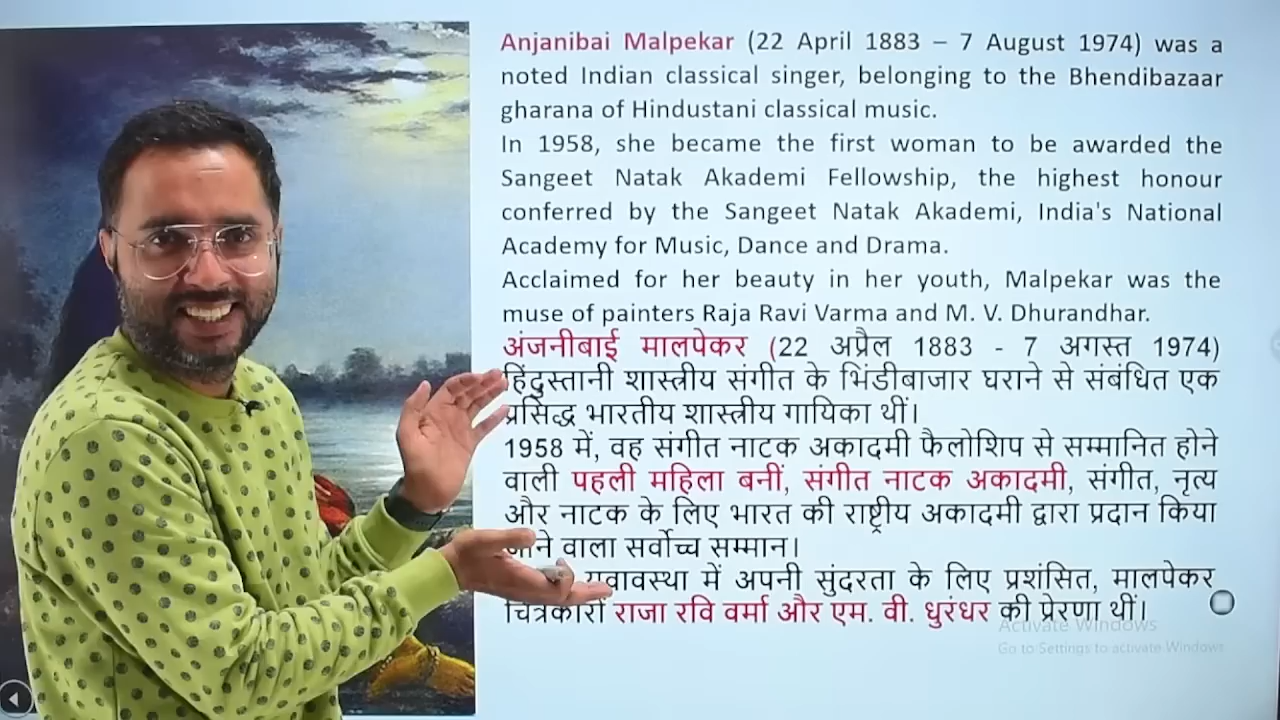 Anjanibai Malpekar (22 April 1883 – 7 August 1974) was a
noted Indian classical singer, belonging to the Bhendibazaar
gharana of Hindustani classical music.
In 1958, she became the first woman to be awarded the
Sangeet Natak Akademi Fellowship, the highest honour
conferred by the Sangeet Natak Akademi, India's National
Academy for Music, Dance and Drama.
Acclaimed for her beauty in her youth, Malpekar was the
muse of painters Raja Ravi Varma and M. V. Dhurandhar.
अंजनीबाई मालपेकर (22 अप्रैल 1883 - 7 अगस्त 1974)
हिंदुस्तानी शास्त्रीय संगीत के भिंडीबाजार घराने से संबंधित एक
प्रसिद्ध भारतीय शास्त्रीय गायिका थीं।
1958 में, वह संगीत नाटक अकादमी फैलोशिप से सम्मानित होने
वाली पहली महिला बनीं, संगीत नाटक अकादमी, संगीत, नृत्य
और नाटक के लिए भारत की राष्ट्रीय अकादमी द्वारा प्रदान किया
जाने वाला सर्वोच्च सम्मान।
में अपनी सुंदरता के लिए प्रशंसित, मालपेकर
चित्रकारों राजा रवि वर्मा और एम. वी. धुरंधर की प्रेरणा थीं।
Activate Windows
Go to Settings to activate Windows